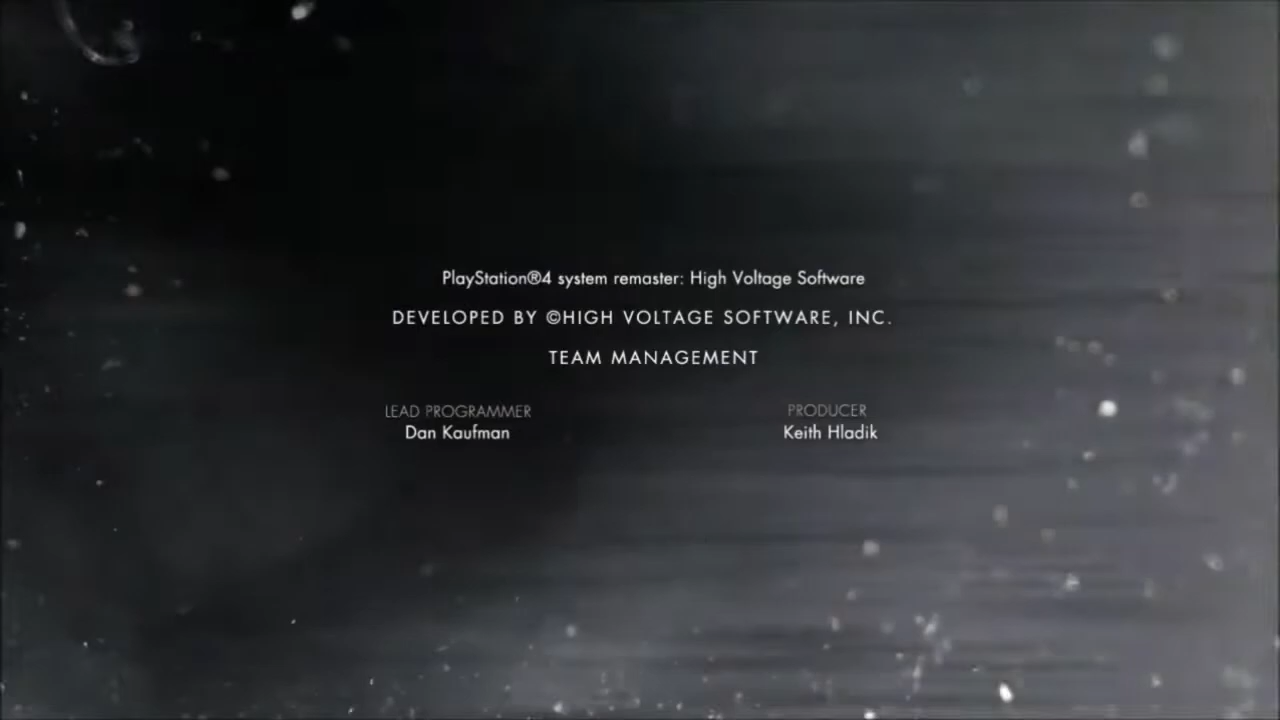 PlayStation®4 system remaster: High Voltage Software
DEVELOPED BY ©HIGH VOLTAGE SOFTWARE, INC.
TEAM MANAGEMENT
LEAD PROGRAMMER
Dan Kaufman
PRODUCER
Keith Hladik